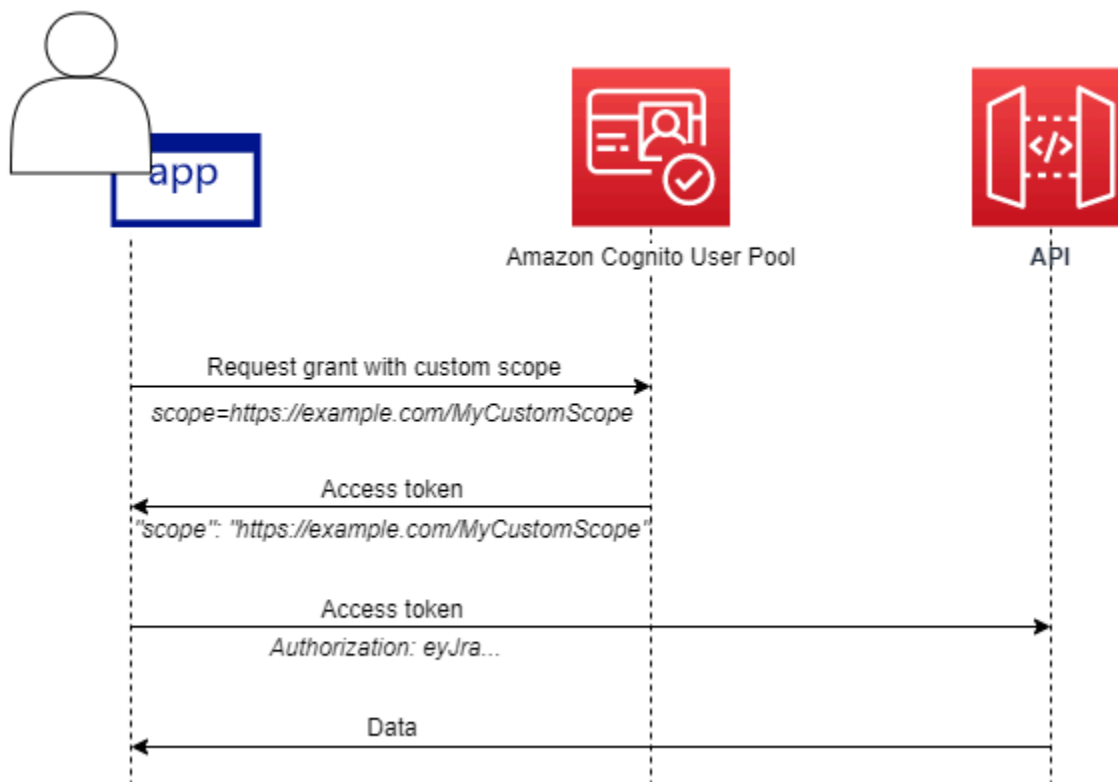 app
</>
Amazon Cognito User Pool
API
Request grant with custom scope
scope=https://example.com/MyCustomScope
Access token
"scope": "https://example.com/MyCustomScope"
Access token
Authorization: eyJra...
Data